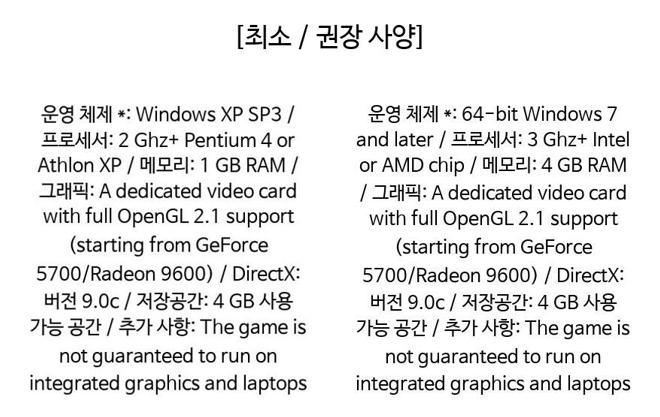 [최소 / 권장 사양]
운영 체제 *: Windows XP SP3 /
프로세서: 2 Ghz+ Pentium 4 or
Athlon XP / 메모리: 1 GB RAM /
그래픽: A dedicated video card
with full OpenGL 2.1 support
(starting from GeForce
5700/Radeon 9600) / DirectX:
버전 9.0c / 저장공간: 4 GB 사용
가능 공간 / 추가 사항: The game is
not guaranteed to run on
integrated graphics and laptops
운영 체제 *: 64-bit Windows 7
and later / 프로세서: 3 Ghz+ Intel
or AMD chip / 메모리: 4 GB RAM
/ 그래픽: A dedicated video card
with full OpenGL 2.1 support
(starting from GeForce
5700/Radeon 9600) / DirectX:
버전 9.0c / 저장공간: 4 GB 사용
가능 공간 / 추가 사항: The game is
not guaranteed to run on
integrated graphics and laptops